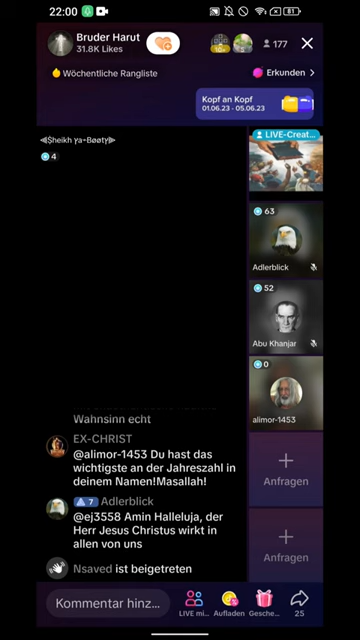 22:00
81
Bruder Harut
31.8K Likes
10+
5
177
Wöchentliche Rangliste
Erkunden
Kopf an Kopf
01.06.23 - 05.06.23
4
LIVE-Creat...
63
Adlerblick
52
Abu Khanjar
0
alimor-1453
Wahnsinn echt
EX-CHRIST
@alimor-1453 Du hast das
wichtigste an der Jahreszahl in
deinem Namen!Masallah!
Anfragen
7 Adlerblick
@ej3558 Amin Halleluja, der
Herr Jesus Christus wirkt in
allen von uns
Anfragen
Nsaved ist beigetreten
Kommentar hinz...
LIVE mi...
Aufladen
Gesche...
25